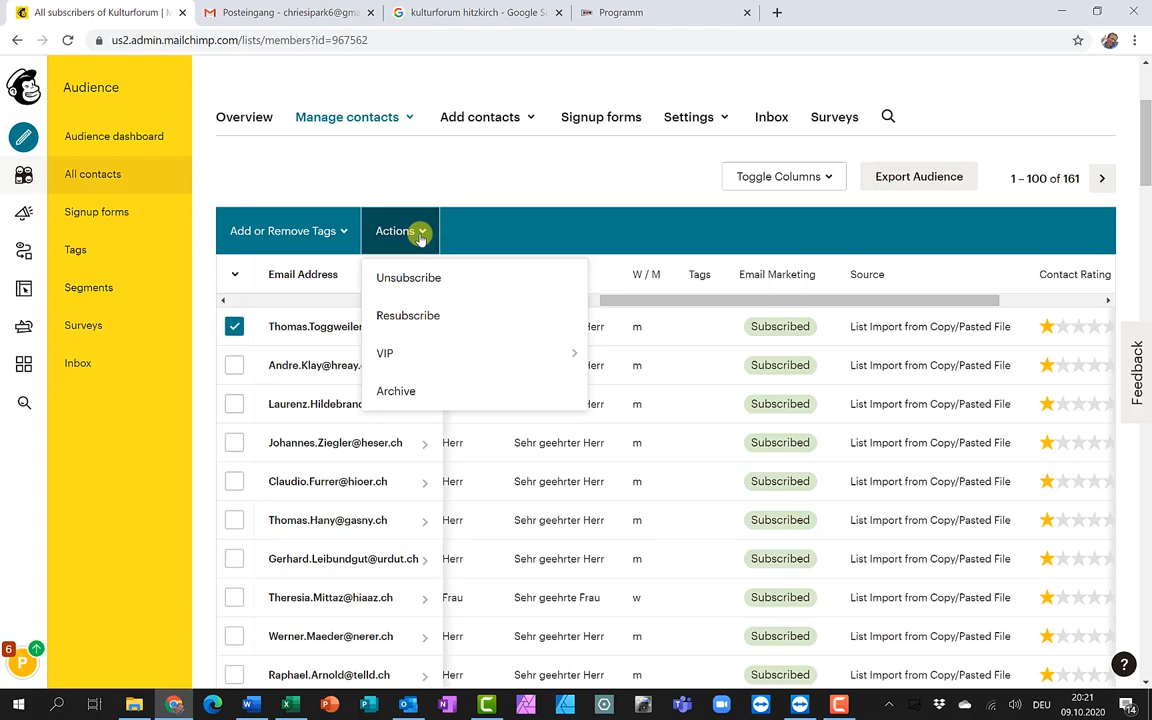 All subscribers of Kulturforum | M
Posteingang - chriesipark6@gma
kulturforum hitzkirch - Google S
Programm
us2.admin.mailchimp.com/lists/members?id=967562
Audience
Audience dashboard
All contacts
Signup forms
Tags
Segments
Surveys
Inbox
6
P
Overview
Manage contacts
Add contacts
Signup forms
Settings
Inbox
Surveys
Toggle Columns
Export Audience
1 – 100 of 161
Add or Remove Tags
Actions
Unsubscribe
Resubscribe
VIP
Archive
Email Address
W / M
Tags
Email Marketing
Source
Contact Rating
Thomas.Toggweiler Herr m Subscribed List Import from Copy/Pasted File
Andre.Klay@hreay. Herr m Subscribed List Import from Copy/Pasted File
Laurenz.Hildebrand Herr m Subscribed List Import from Copy/Pasted File
Johannes.Ziegler@heser.ch Herr Sehr geehrter Herr m Subscribed List Import from Copy/Pasted File
Claudio.Furrer@hioer.ch Herr Sehr geehrter Herr m Subscribed List Import from Copy/Pasted File
Thomas.Hany@gasny.ch Herr Sehr geehrter Herr m Subscribed List Import from Copy/Pasted File
Gerhard.Leibundgut@urdut.ch Herr Sehr geehrter Herr m Subscribed List Import from Copy/Pasted File
Theresia.Mittaz@hiaaz.ch Frau Sehr geehrte Frau w Subscribed List Import from Copy/Pasted File
Werner.Maeder@nerer.ch Herr Sehr geehrter Herr m Subscribed List Import from Copy/Pasted File
Raphael.Arnold@telld.ch Herr Sehr geehrter Herr m Subscribed List Import from Copy/Pasted File
Feedback
?
DEU
20:21
09.10.2020
14